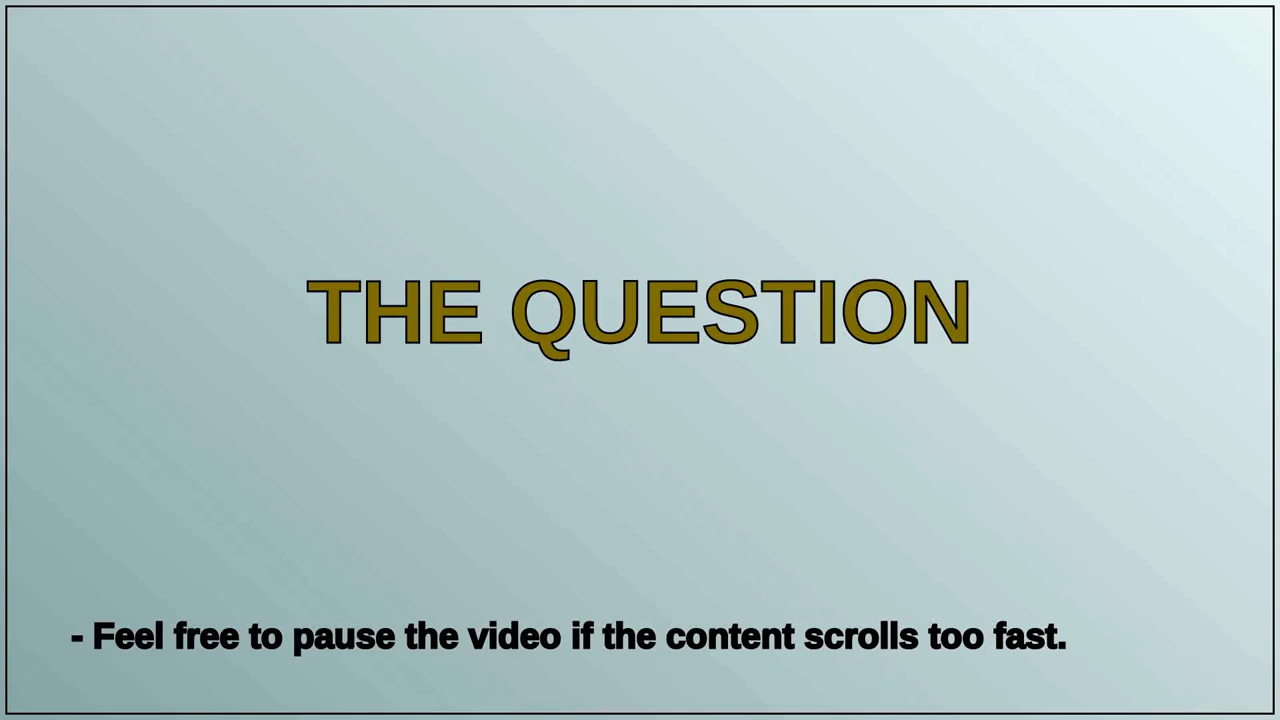 THE QUESTION
- Feel free to pause the video if the content scrolls too fast.